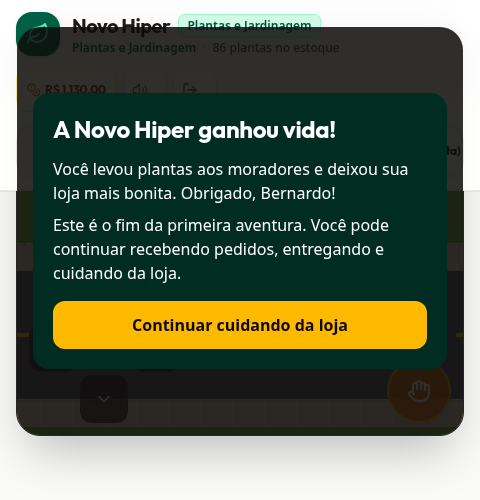 Novo Hiper
Plantas e Jardinagem
Plantas e Jardinagem · 86 plantas no estoque
R$ 1.130,00
A Novo Hiper ganhou vida!
Você levou plantas aos moradores e deixou sua
loja mais bonita. Obrigado, Bernardo!
Este é o fim da primeira aventura. Você pode
continuar recebendo pedidos, entregando e
cuidando da loja.
Continuar cuidando da loja